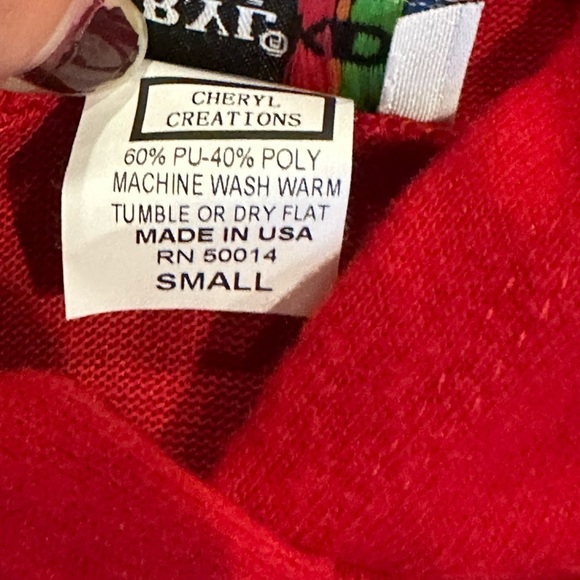 CHERYL
CREATIONS
60% PU-40% POLY
MACHINE WASH WARM
TUMBLE OR DRY FLAT
MADE IN USA
RN 50014
SMALL